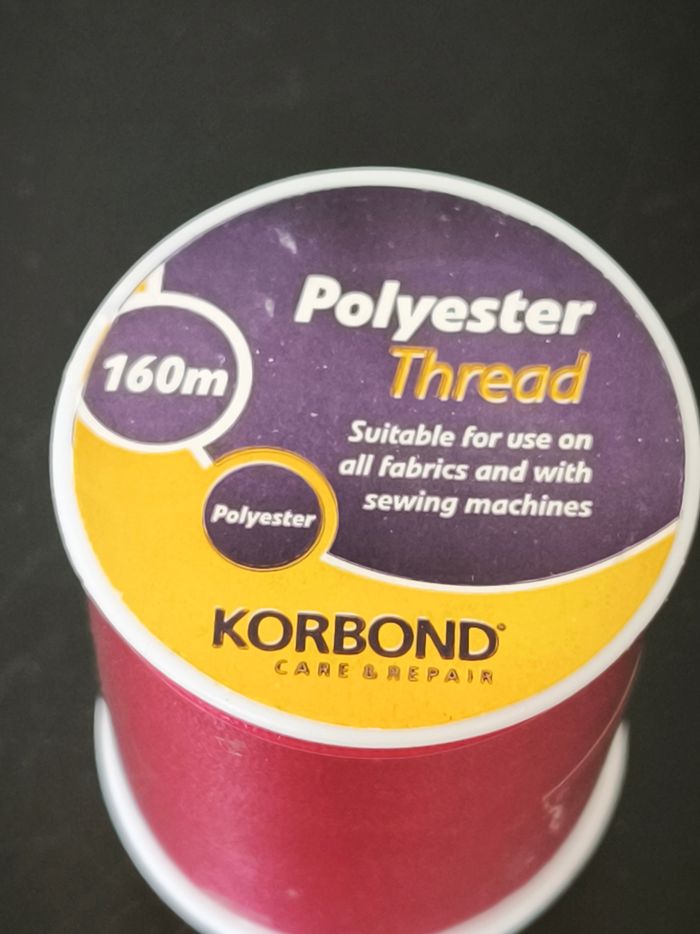 Polyester
Thread
160m
Suitable for use on
all fabrics and with
sewing machines
Polyester
KORBOND
CARE & REPAIR